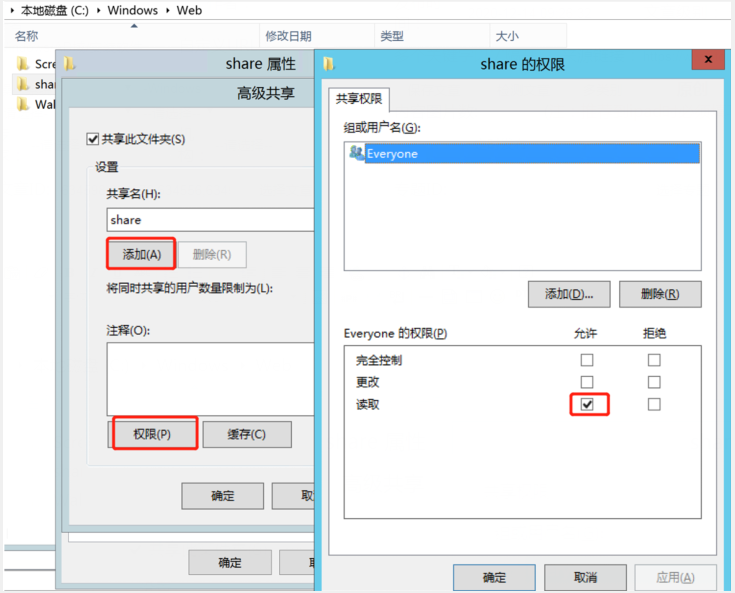 本地磁盘 (C:) ▸ Windows ▸ Web
名称 修改日期 类型 大小
Scre
shar
Wal
share 属性
高级共享
共享此文件夹(S)
设置
共享名(H):
share
添加(A) 删除(R)
将同时共享的用户数量限制为(L):
注释(O):
权限(P) 缓存(C)
确定 取
确定
share 的权限
x
共享权限
组或用户名(G):
Everyone
添加(D)... 删除(R)
Everyone 的权限(P) 允许 拒绝
完全控制
更改
读取
确定 取消 应用(A)